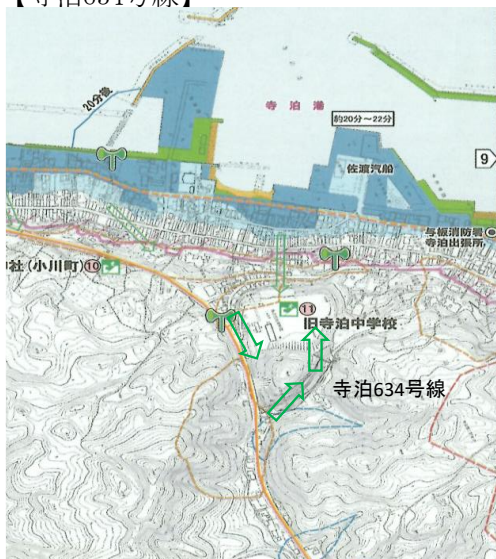 【寺泊634号線】
20分後
寺泊港
約20分～22分
佐渡汽船
9
与板消防署
寺泊出張所
社(小川町)⑩
⑪
旧寺泊中学校
寺泊634号線